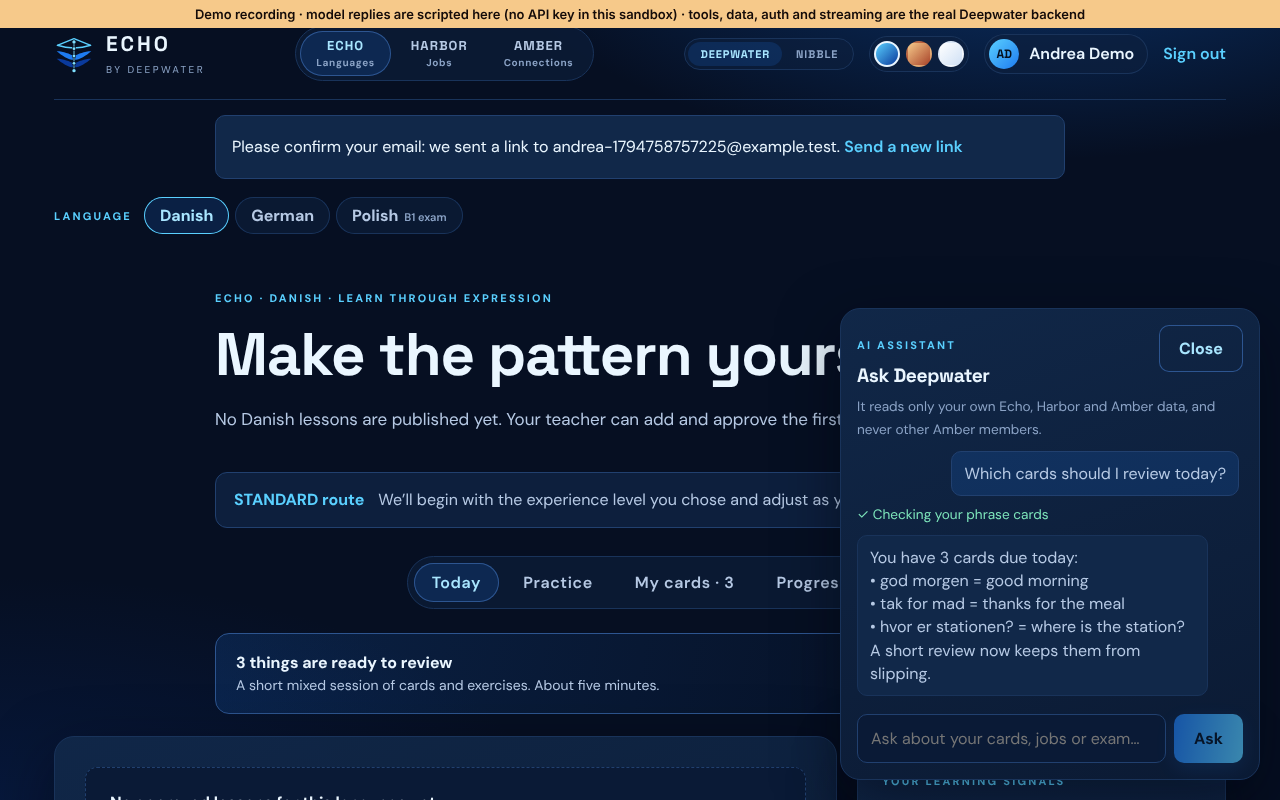 Demo recording · model replies are scripted here (no API key in this sandbox) · tools, data, auth and streaming are the real Deepwater backend
ECHO
BY DEEPWATER
ECHO
Languages
HARBOR
Jobs
AMBER
Connections
DEEPWATER
NIBBLE
AD
Andrea Demo
Sign out
Please confirm your email: we sent a link to andrea-1794758757225@example.test. Send a new link
LANGUAGE
Danish
German
Polish B1 exam
ECHO · DANISH · LEARN THROUGH EXPRESSION
Make the pattern yours
No Danish lessons are published yet. Your teacher can add and approve the first
STANDARD route We'll begin with the experience level you chose and adjust as y
Today
Practice
My cards · 3
Progres
3 things are ready to review
A short mixed session of cards and exercises. About five minutes.
AI ASSISTANT
Ask Deepwater
Close
It reads only your own Echo, Harbor and Amber data, and
never other Amber members.
Which cards should I review today?
✓ Checking your phrase cards
You have 3 cards due today:
• god morgen = good morning
• tak for mad = thanks for the meal
• hvor er stationen? = where is the station?
A short review now keeps them from
slipping.
Ask about your cards, jobs or exam…
Ask
YOUR LEARNING SIGNALS